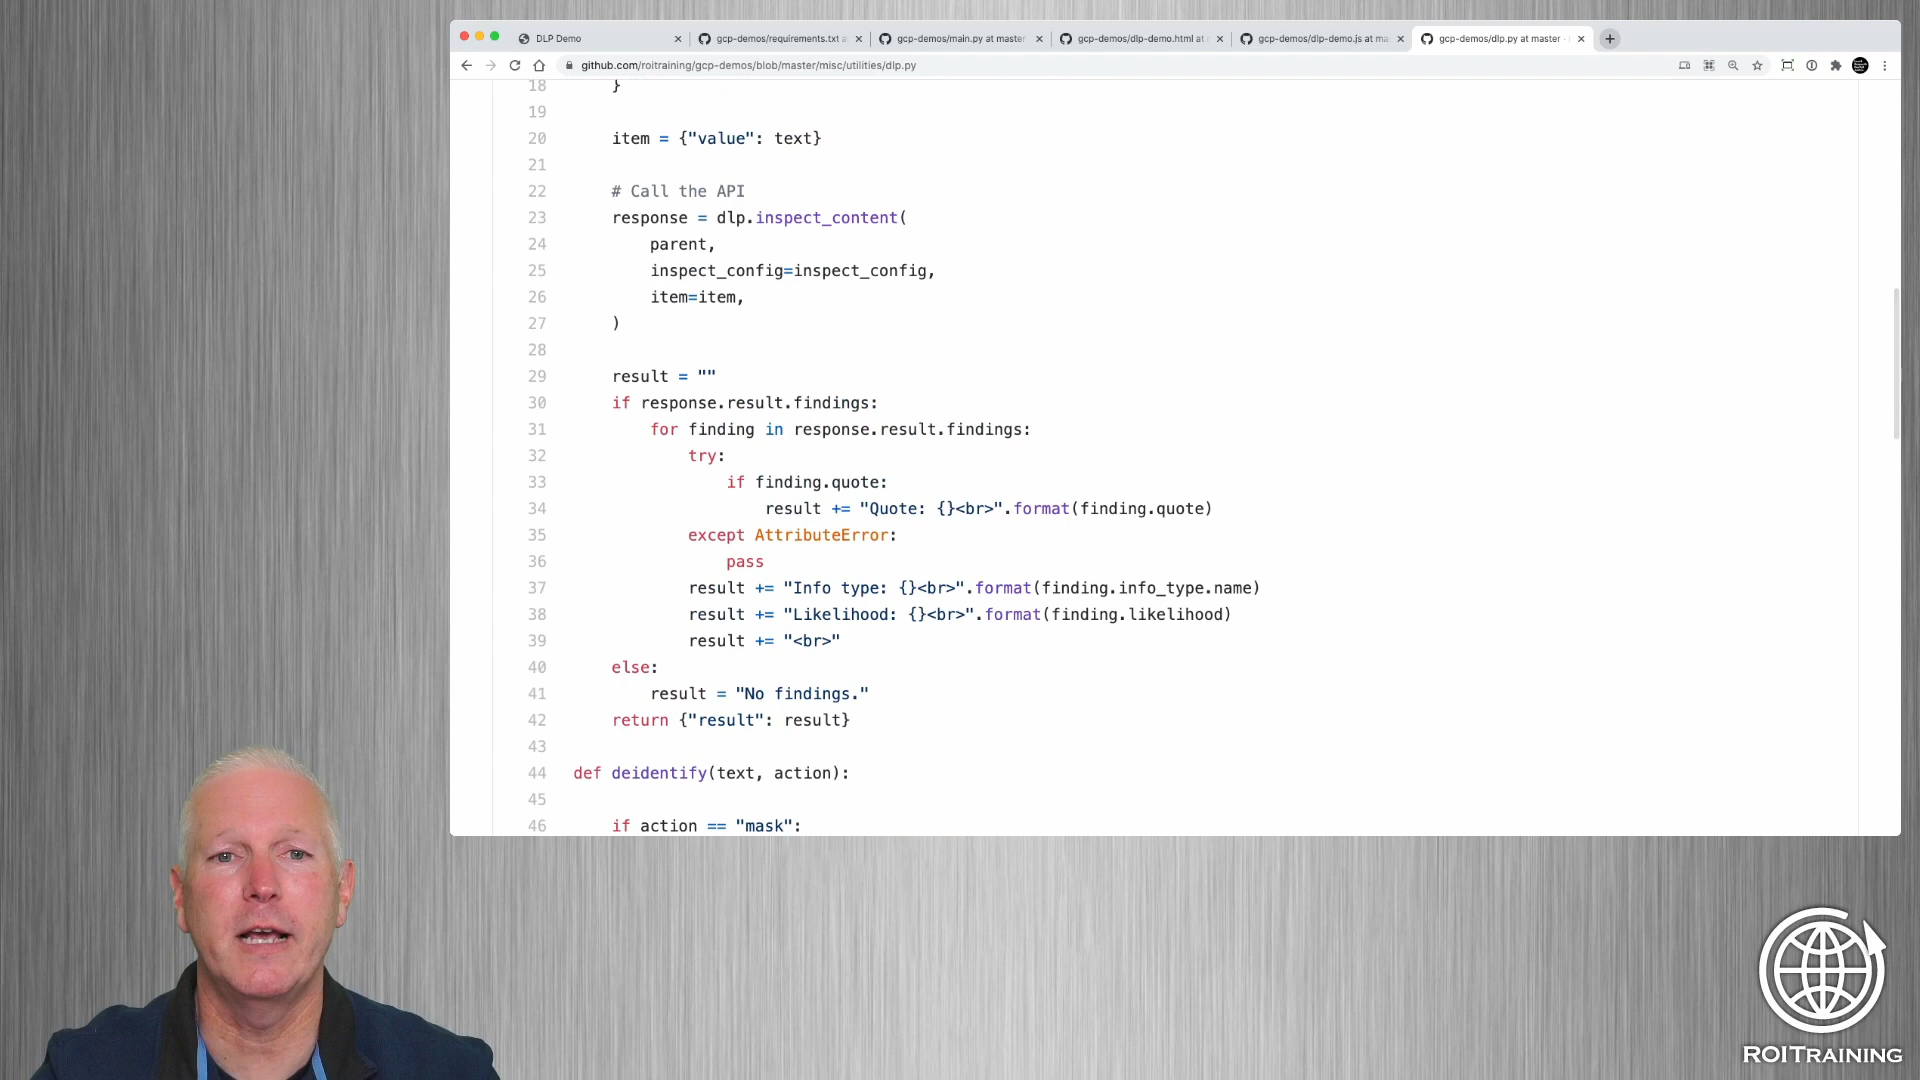 DLP Demo
gcp-demos/requirements.txt a
gcp-demos/main.py at master
gcp-demos/dlp-demo.html at
gcp-demos/dlp-demo.js at ma
gcp-demos/dlp.py at master
github.com/roitraining/gcp-demos/blob/master/misc/utilities/dlp.py
18 }
19
20 item = {"value": text}
21
22 # Call the API
23 response = dlp.inspect_content(
24 parent,
25 inspect_config=inspect_config,
26 item=item,
27 )
28
29 result = ""
30 if response.result.findings:
31 for finding in response.result.findings:
32 try:
33 if finding.quote:
34 result += "Quote: {}<br>".format(finding.quote)
35 except AttributeError:
36 pass
37 result += "Info type: {}<br>".format(finding.info_type.name)
38 result += "Likelihood: {}<br>".format(finding.likelihood)
39 result += "<br>"
40 else:
41 result = "No findings."
42 return {"result": result}
43
44 def deidentify(text, action):
45
46 if action == "mask":
ROITRAINING